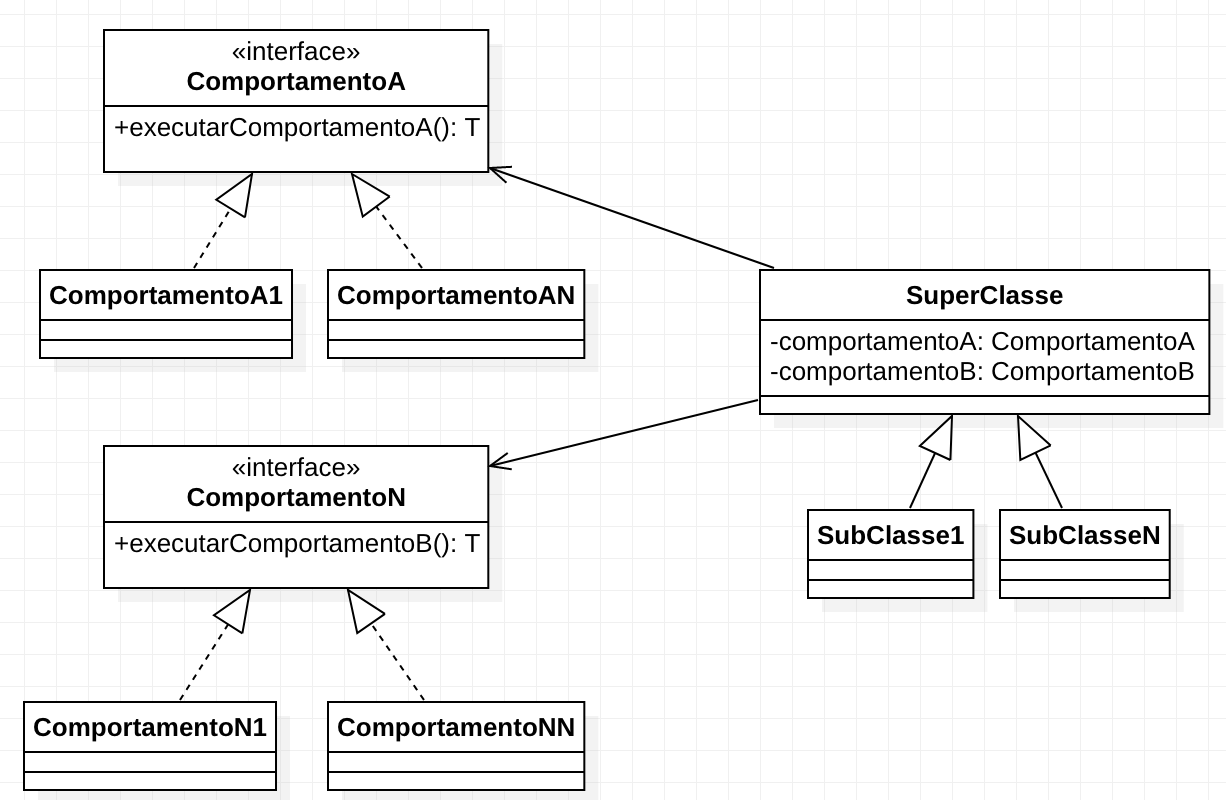 «interface»
ComportamentoA
+executarComportamentoA(): T
ComportamentoA1
ComportamentoAN
SuperClasse
-comportamentoA: ComportamentoA
-comportamentoB: ComportamentoB
«interface»
ComportamentoN
+executarComportamentoB(): T
SubClasse1
SubClasseN
ComportamentoN1
ComportamentoNN